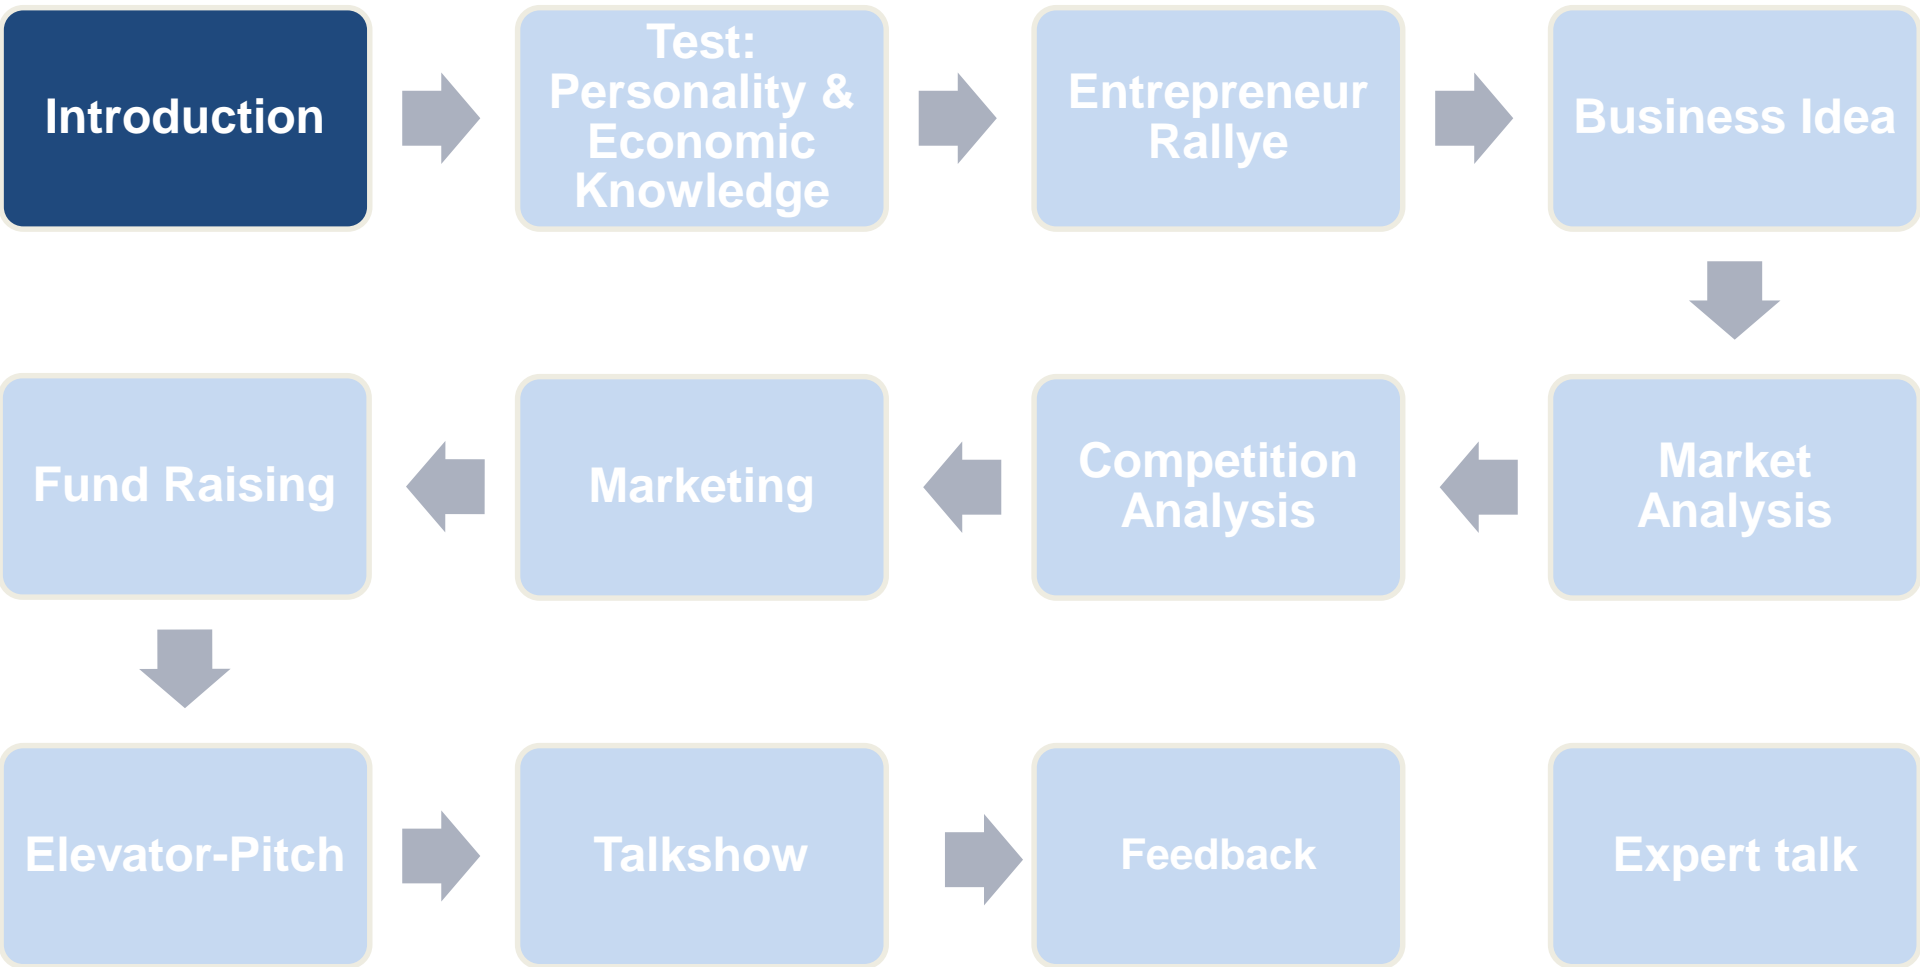 Introduction
Test:
Personality &
Economic
Knowledge
Entrepreneur
Rallye
Business Idea
Fund Raising
Marketing
Competition
Analysis
Market
Analysis
Elevator-Pitch
Talkshow
Feedback
Expert talk